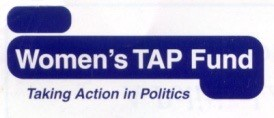 Women's TAP Fund
Taking Action in Politics